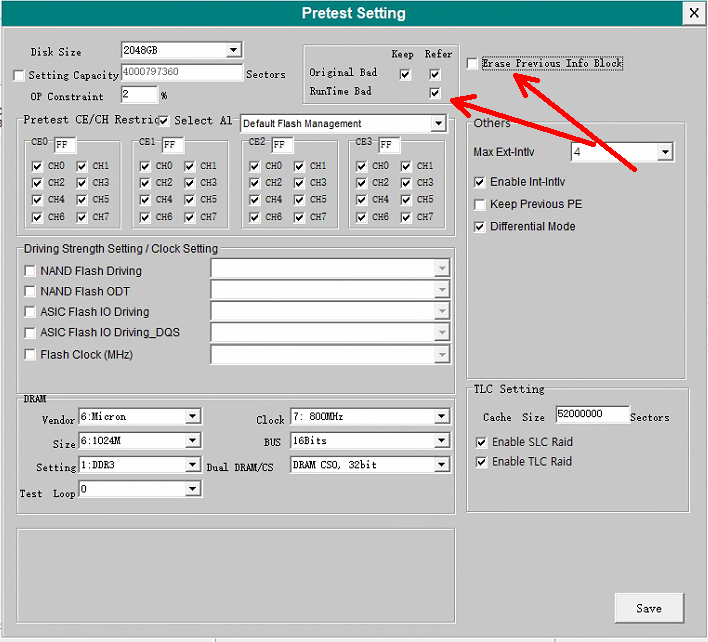 Pretest Setting
Keep Refer
Disk Size 2048GB
Original Bad
Erase Previous Info Block
Setting Capacity 4000797360 Sectors
RunTime Bad
OP Constraint 2 %
Pretest CE/CH Restric Select Al Default Flash Management
CE0 FF CE1 FF CE2 FF CE3 FF
CH0 CH1 CH0 CH1 CH0 CH1 CH0 CH1
CH2 CH3 CH2 CH3 CH2 CH3 CH2 CH3
CH4 CH5 CH4 CH5 CH4 CH5 CH4 CH5
CH6 CH7 CH6 CH7 CH6 CH7 CH6 CH7
Others
Max Ext-Intlv 4
Enable Int-Intlv
Keep Previous PE
Differential Mode
Driving Strength Setting / Clock Setting
NAND Flash Driving
NAND Flash ODT
ASIC Flash IO Driving
ASIC Flash IO Driving_DQS
Flash Clock (MHz)
DRAM
Vendor 6:Micron Clock 7: 800MHz
Size 6:1024M BUS 16Bits
Setting 1:DDR3 Dual DRAM/CS DRAM CS0, 32bit
Test Loop 0
TLC Setting
Cache Size 52000000 Sectors
Enable SLC Raid
Enable TLC Raid
Save